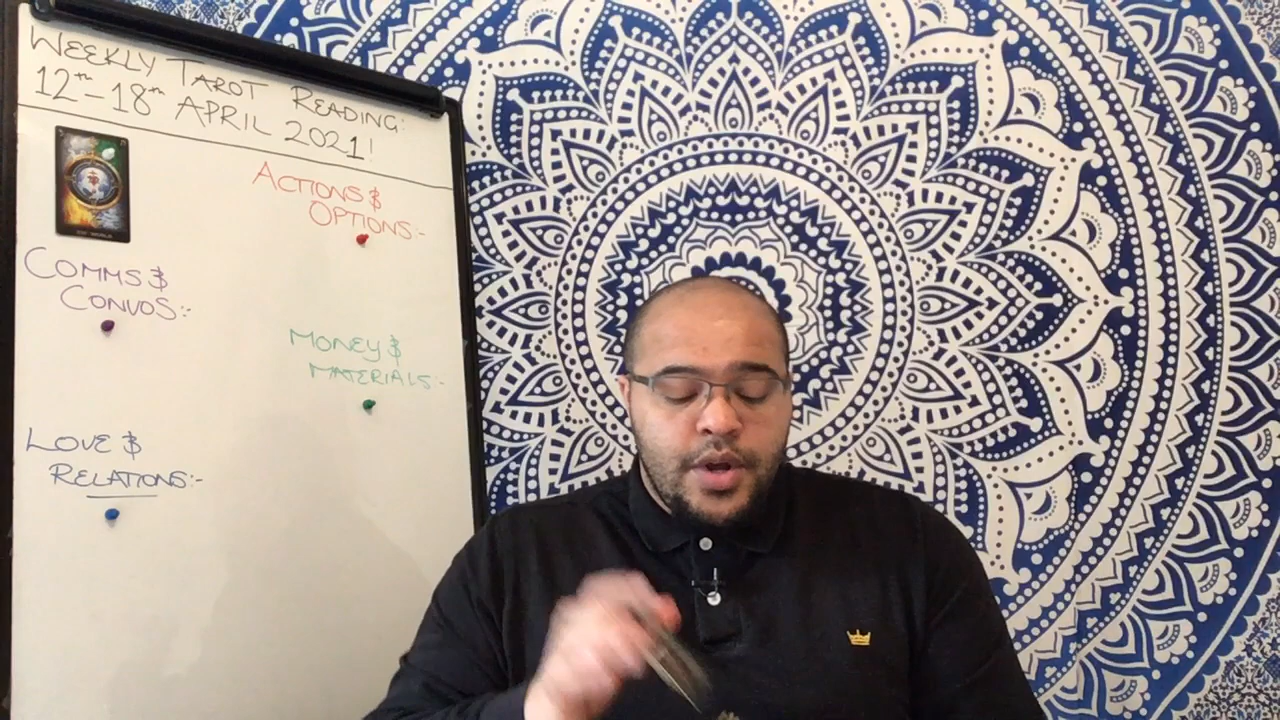 WEEKLY TAROT READING:
12th - 18th APRIL 2021!
ACTIONS &
OPTIONS:-
COMMS &
CONVOS:-
MONEY &
MATERIALS:-
LOVE &
RELATIONS:-